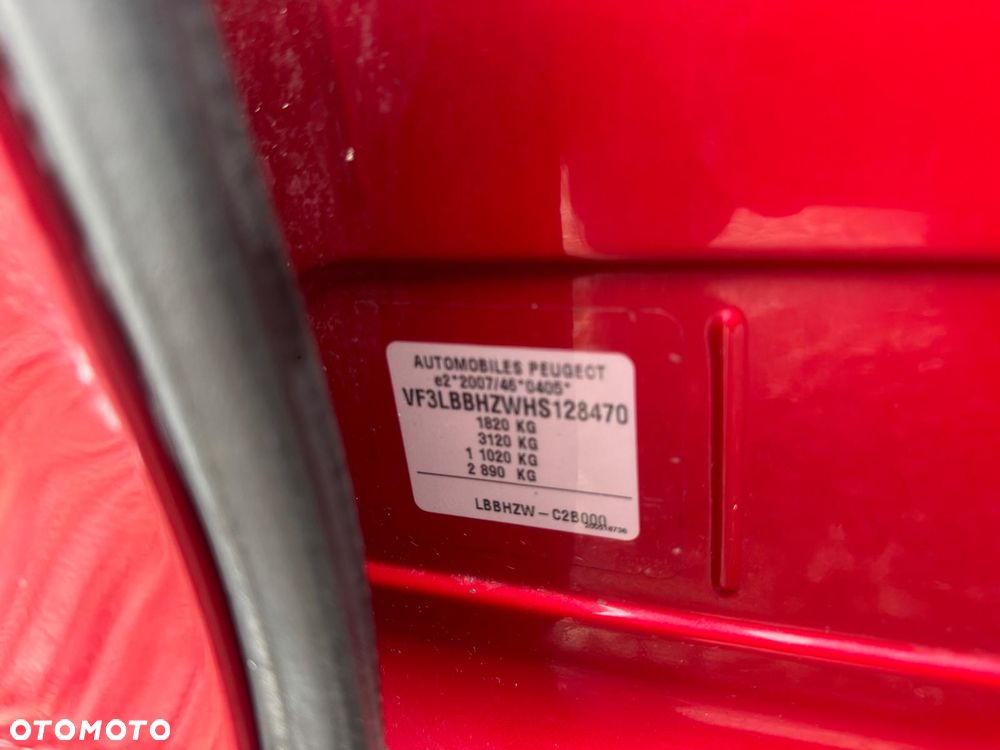 AUTOMOBILES PEUGEOT
e2*2007/46*0405*
VF3LBBHZWHS128470
1820 KG
3120 KG
1 1020 KG
2 890 KG
LBBHZW-C2B000
OTOMOTO